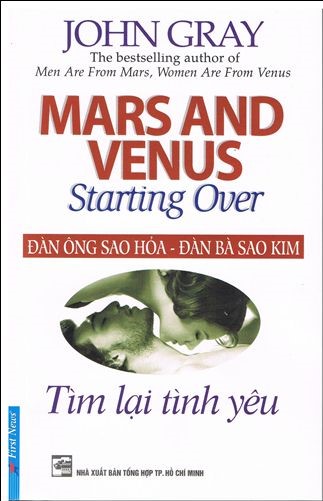 JOHN GRAY
The bestselling author of
Men Are From Mars, Women Are From Venus
MARS AND
VENUS
Starting Over
ĐÀN ÔNG SAO HỎA - ĐÀN BÀ SAO KIM
Tìm lại tình yêu
First News
NHÀ XUẤT BẢN TỔNG HỢP TP. HỒ CHÍ MINH